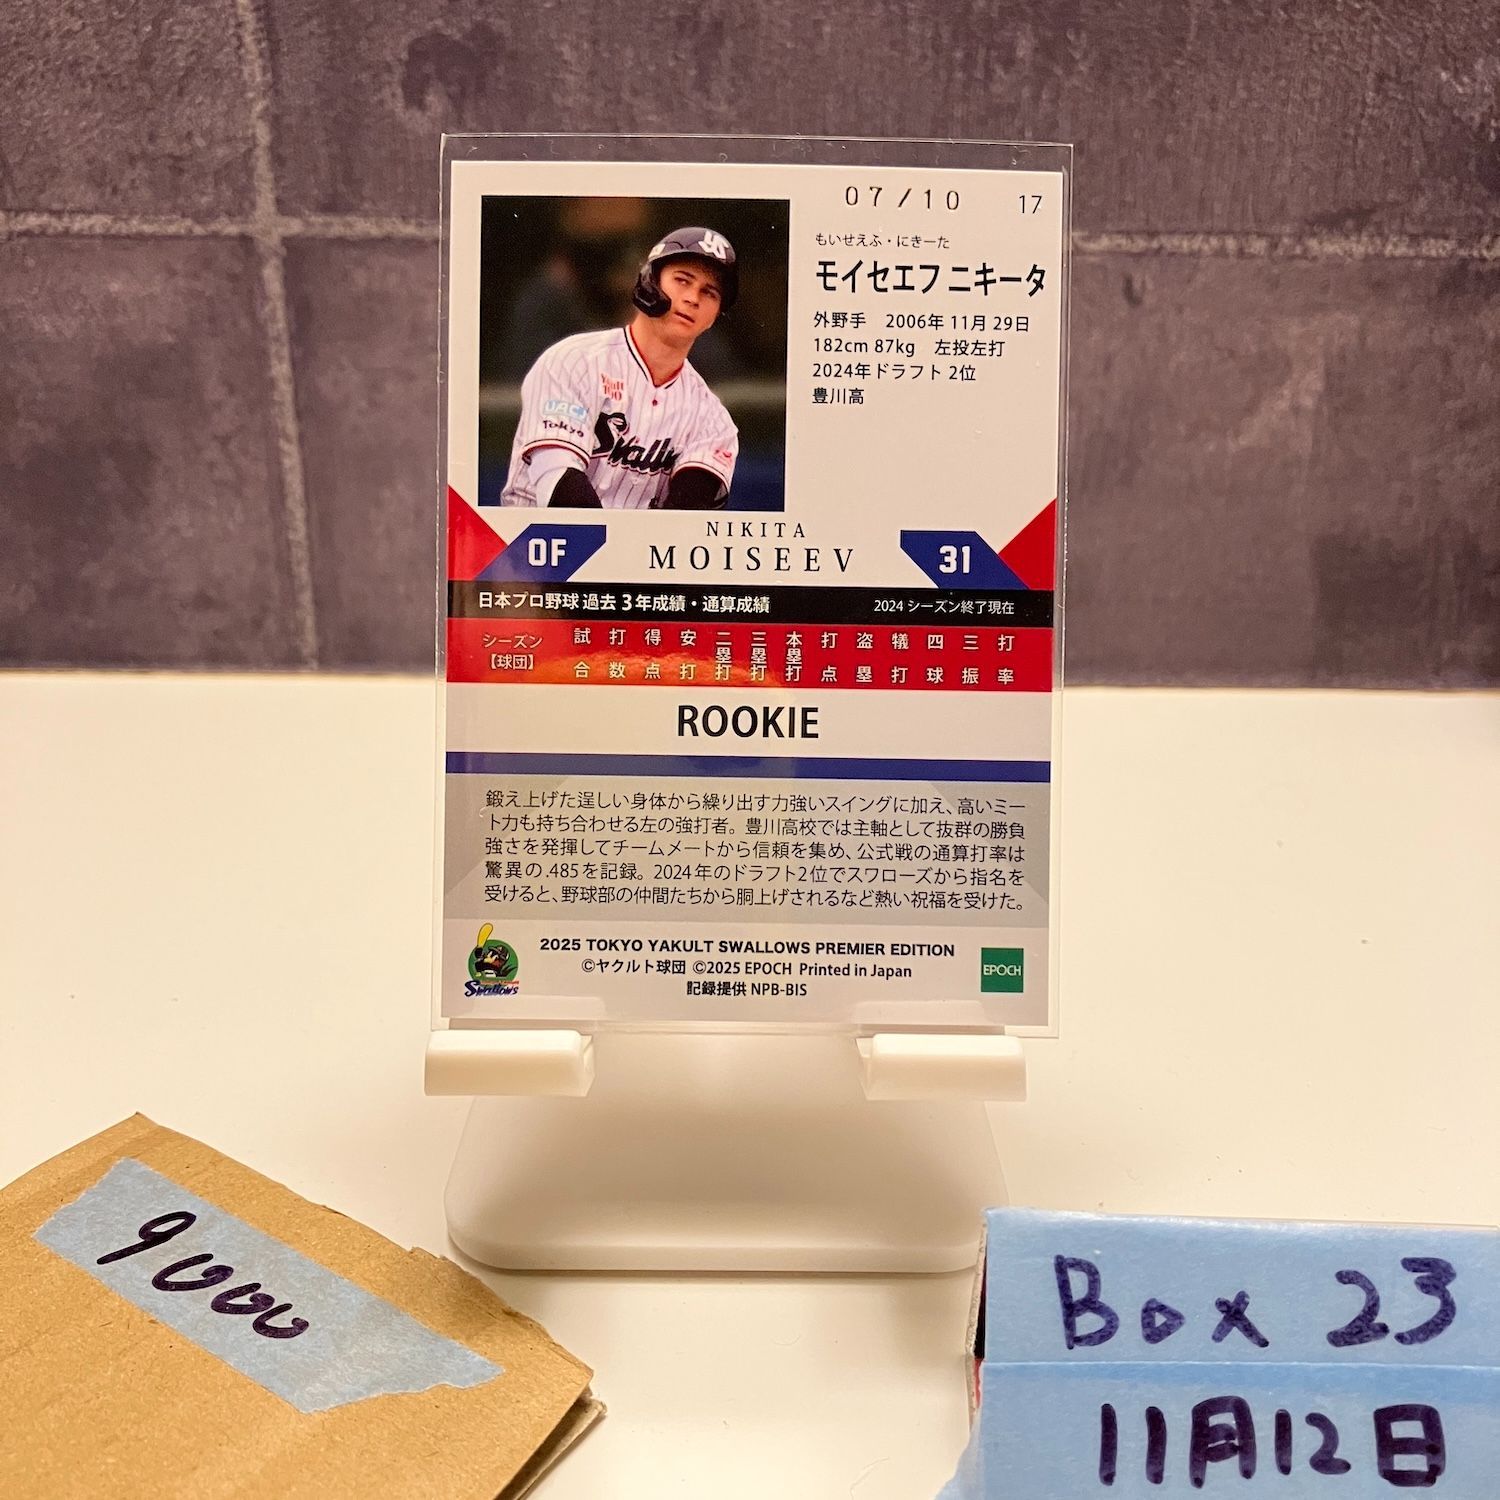 07/10 17
もいせえふ・にきーた
モイセエフ ニキータ
外野手 2006年 11月 29日
182cm 87kg 左投左打
2024年ドラフト 2位
豊川高
YS
Yakult
100
UACJ
Tokyo
Swallo
NIKITA
OF MOISEEV 31
日本プロ野球 過去 3年成績・通算成績 2024 シーズン終了現在
シーズン【球団】 試合 打数 得点 安打 二塁打 三塁打 本塁打 打点 盗塁 犠打 四球 三振 打率
ROOKIE
鍛え上げた逞しい身体から繰り出す力強いスイングに加え、高いミー
ト力も持ち合わせる左の強打者。豊川高校では主軸として抜群の勝負
強さを発揮してチームメートから信頼を集め、公式戦の通算打率は
驚異の.485を記録。2024年のドラフト2位でスワローズから指名を
受けると、野球部の仲間たちから胴上げされるなど熱い祝福を受けた。
Swallows
2025 TOKYO YAKULT SWALLOWS PREMIER EDITION
©ヤクルト球団 ©2025 EPOCH Printed in Japan
記録提供 NPB-BIS
EPOCH
9000
Box 23
11月12日